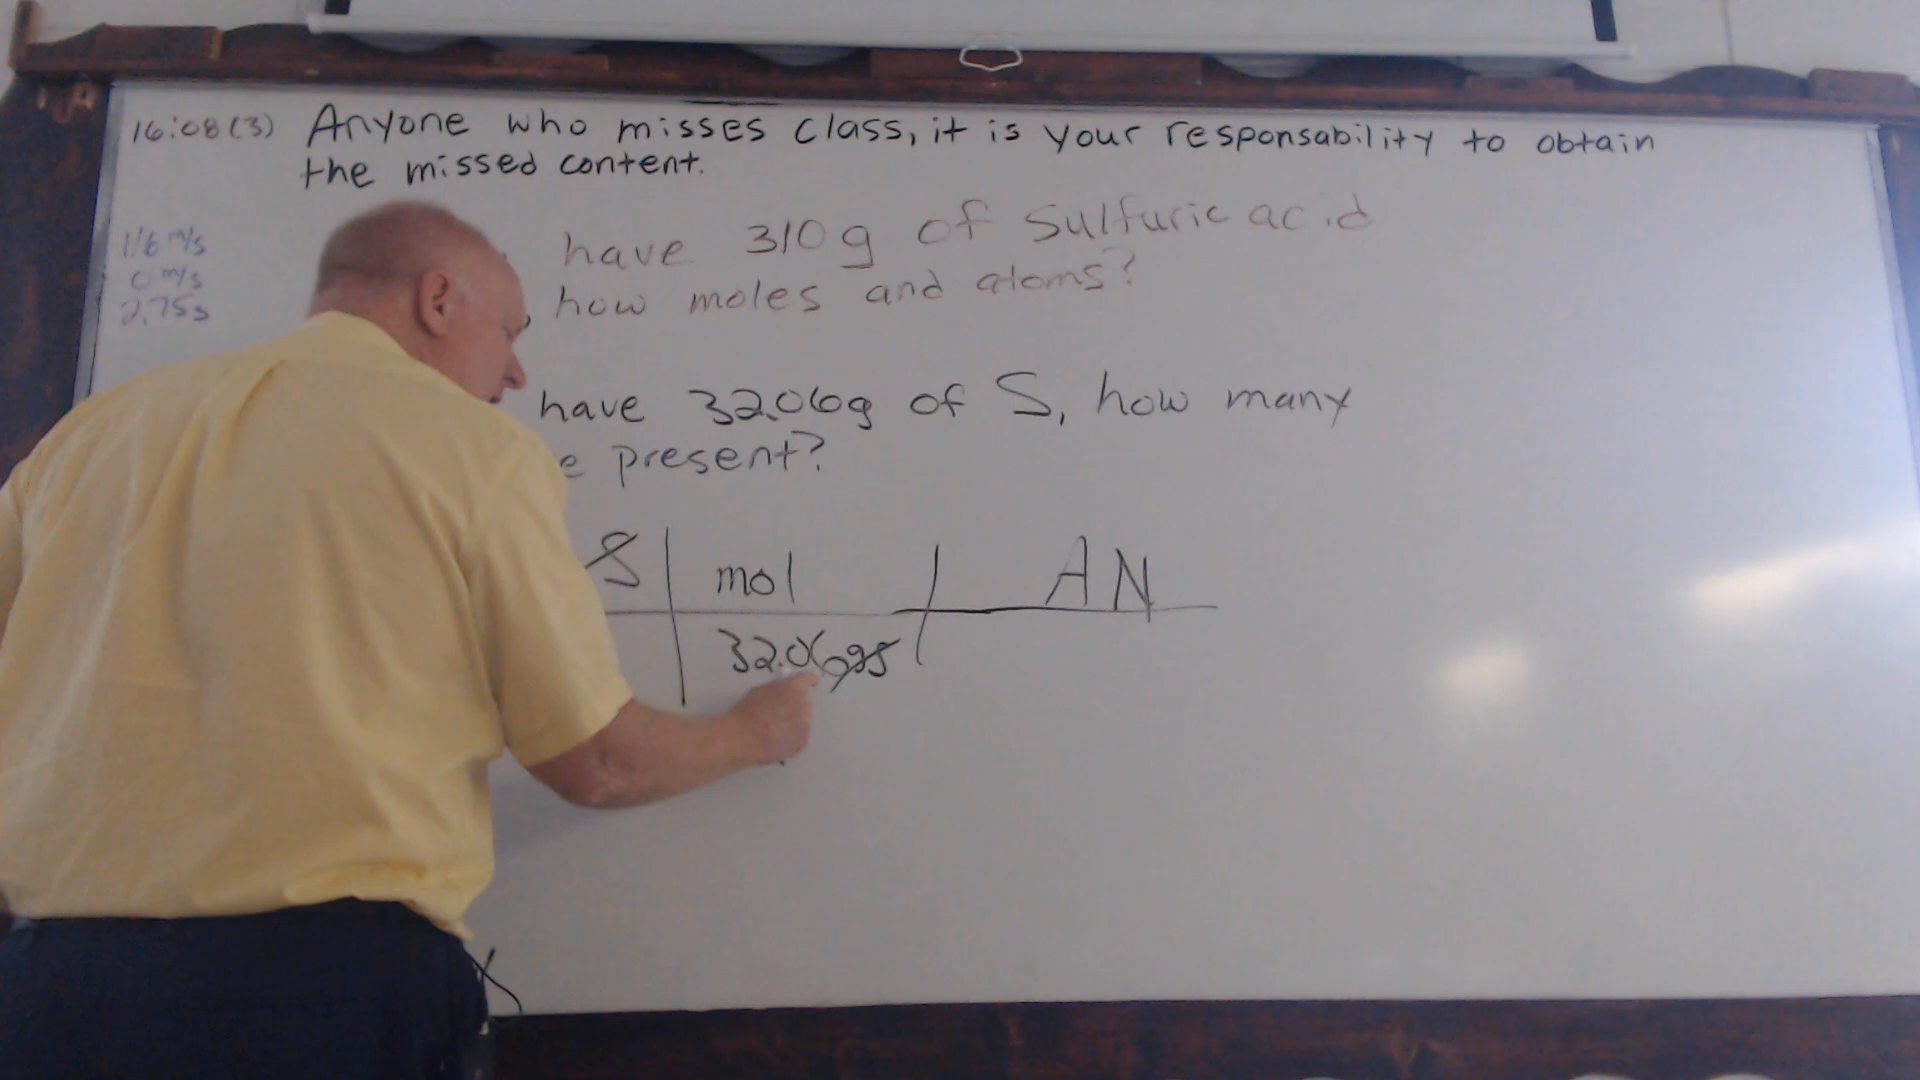 16:08(3) Anyone who misses class, it is your responsability to obtain
the missed content.
1.6 m/s
0 m/s
2.75s
have 310g of Sulfuric acid
, how moles and atoms?
have 32.06g of S, how many
e present?
S mol AN
32.06gS